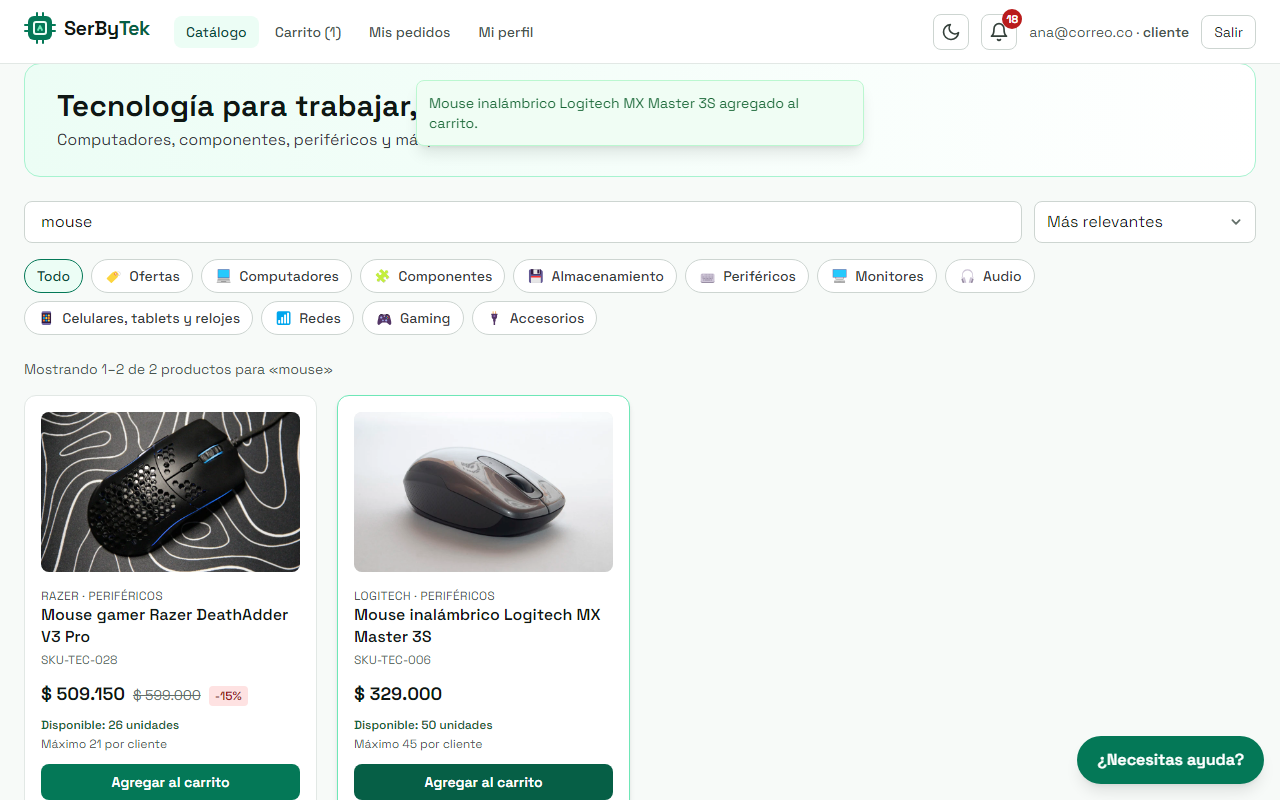 SerByTek
Catálogo
Carrito (1)
Mis pedidos
Mi perfil
18
ana@correo.co · cliente
Salir
Tecnología para trabajar,
Computadores, componentes, periféricos y
Mouse inalámbrico Logitech MX Master 3S agregado al
carrito.
mouse
Más relevantes
Todo
Ofertas
Computadores
Componentes
Almacenamiento
Periféricos
Monitores
Audio
Celulares, tablets y relojes
Redes
Gaming
Accesorios
Mostrando 1–2 de 2 productos para «mouse»
RAZER · PERIFÉRICOS
Mouse gamer Razer DeathAdder
V3 Pro
SKU-TEC-028
$ 509.150 $ 599.000 -15%
Disponible: 26 unidades
Máximo 21 por cliente
Agregar al carrito
LOGITECH · PERIFÉRICOS
Mouse inalámbrico Logitech MX
Master 3S
SKU-TEC-006
$ 329.000
Disponible: 50 unidades
Máximo 45 por cliente
Agregar al carrito
¿Necesitas ayuda?